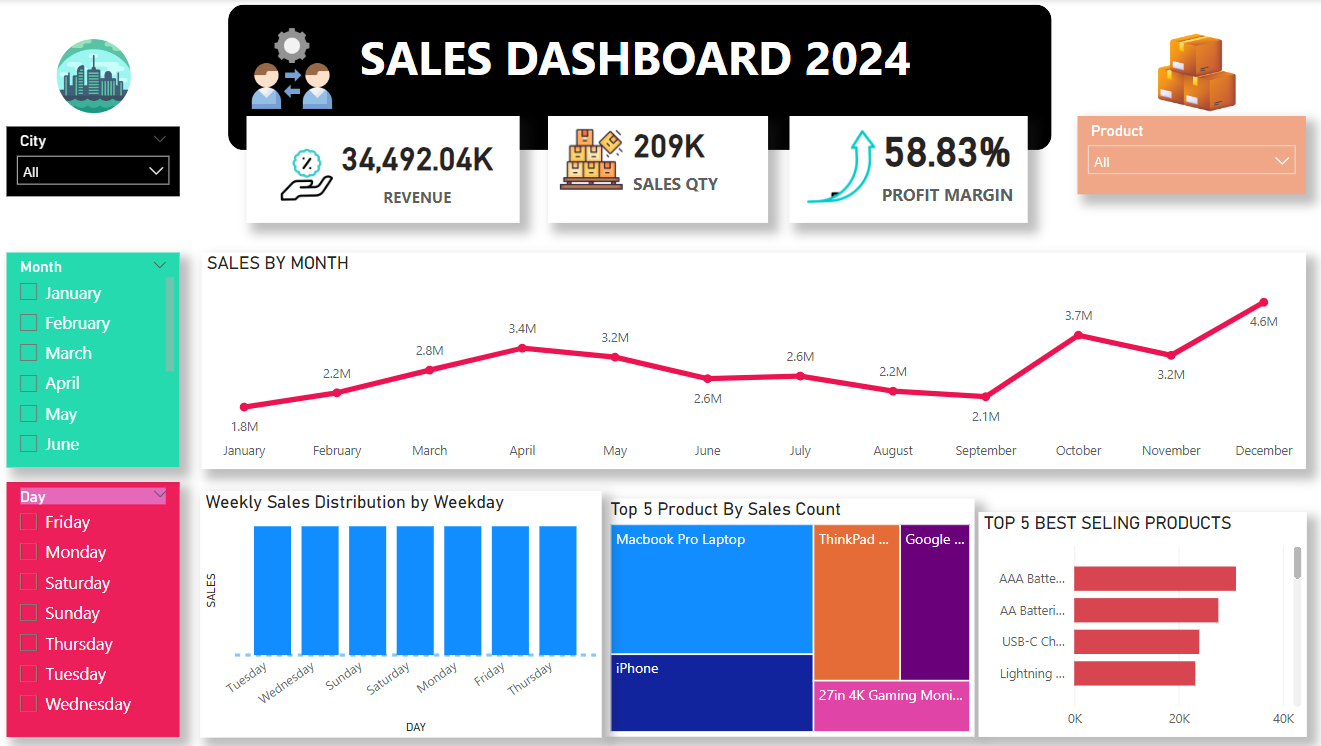 SALES DASHBOARD 2024
City
All
34,492.04K
REVENUE
209K
SALES QTY
58.83%
PROFIT MARGIN
Product
All
Month
January
February
March
April
May
June
SALES BY MONTH
1.8M
2.2M
2.8M
3.4M
3.2M
2.6M
2.6M
2.2M
2.1M
3.7M
3.2M
4.6M
January
February
March
April
May
June
July
August
September
October
November
December
Day
Friday
Monday
Saturday
Sunday
Thursday
Tuesday
Wednesday
Weekly Sales Distribution by Weekday
SALES
Tuesday
Wednesday
Sunday
Saturday
Monday
Friday
Thursday
DAY
Top 5 Product By Sales Count
Macbook Pro Laptop
iPhone
ThinkPad ...
Google ...
27in 4K Gaming Moni...
TOP 5 BEST SELING PRODUCTS
AAA Batte...
AA Batteri...
USB-C Ch...
Lightning ...
0K
20K
40K